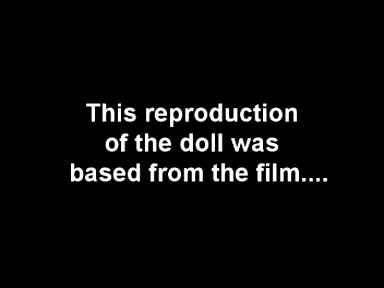 This reproduction
of the doll was
based from the film....